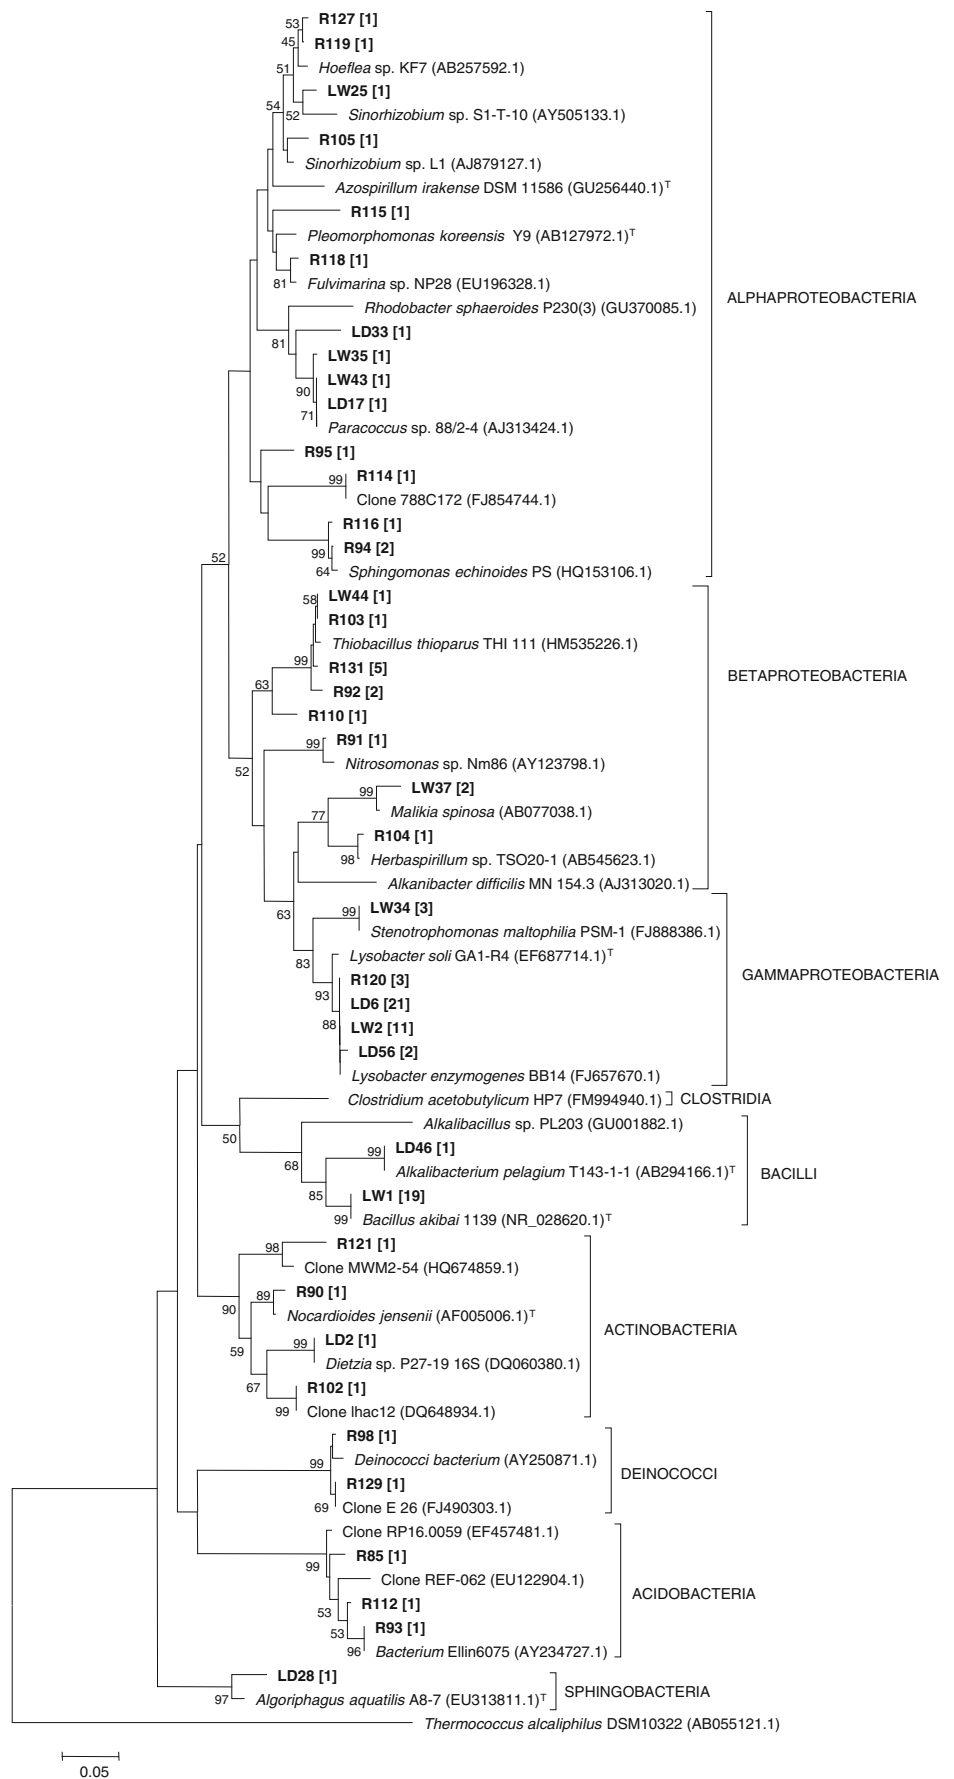 53
R127 [1]
45
R119 [1]
51
Hoeflea sp. KF7 (AB257592.1)
LW25 [1]
54
52
Sinorhizobium sp. S1-T-10 (AY505133.1)
R105 [1]
Sinorhizobium sp. L1 (AJ879127.1)
Azospirillum irakense DSM 11586 (GU256440.1)T
R115 [1]
Pleomorphomonas koreensis Y9 (AB127972.1)T
R118 [1]
81
Fulvimarina sp. NP28 (EU196328.1)
ALPHAPROTEOBACTERIA
Rhodobacter sphaeroides P230(3) (GU370085.1)
LD33 [1]
81
LW35 [1]
LW43 [1]
90
LD17 [1]
71
Paracoccus sp. 88/2-4 (AJ313424.1)
R95 [1]
99
R114 [1]
Clone 788C172 (FJ854744.1)
R116 [1]
99
R94 [2]
52
64
Sphingomonas echinoides PS (HQ153106.1)
58
LW44 [1]
R103 [1]
Thiobacillus thioparus THI 111 (HM535226.1)
99
R131 [5]
BETAPROTEOBACTERIA
63
R92 [2]
R110 [1]
99
R91 [1]
52
Nitrosomonas sp. Nm86 (AY123798.1)
99
LW37 [2]
77
Malikia spinosa (AB077038.1)
R104 [1]
98
Herbaspirillum sp. TSO20-1 (AB545623.1)
Alkanibacter difficilis MN 154.3 (AJ313020.1)
63
99
LW34 [3]
Stenotrophomonas maltophilia PSM-1 (FJ888386.1)
83
Lysobacter soli GA1-R4 (EF687714.1)T
GAMMAPROTEOBACTERIA
R120 [3]
93
LD6 [21]
88
LW2 [11]
LD56 [2]
Lysobacter enzymogenes BB14 (FJ657670.1)
Clostridium acetobutylicum HP7 (FM994940.1)
CLOSTRIDIA
50
Alkalibacillus sp. PL203 (GU001882.1)
99
LD46 [1]
68
Alkalibacterium pelagium T143-1-1 (AB294166.1)T
BACILLI
85
LW1 [19]
99
Bacillus akibai 1139 (NR_028620.1)T
98
R121 [1]
Clone MWM2-54 (HQ674859.1)
89
R90 [1]
90
Nocardioides jensenii (AF005006.1)T
ACTINOBACTERIA
59
99
LD2 [1]
Dietzia sp. P27-19 16S (DQ060380.1)
67
R102 [1]
99
Clone lhac12 (DQ648934.1)
R98 [1]
99
Deinococci bacterium (AY250871.1)
DEINOCOCCI
R129 [1]
69
Clone E 26 (FJ490303.1)
Clone RP16.0059 (EF457481.1)
99
R85 [1]
Clone REF-062 (EU122904.1)
ACIDOBACTERIA
53
R112 [1]
53
R93 [1]
96
Bacterium Ellin6075 (AY234727.1)
LD28 [1]
SPHINGOBACTERIA
97
Algoriphagus aquatilis A8-7 (EU313811.1)T
Thermococcus alcaliphilus DSM10322 (AB055121.1)
0.05